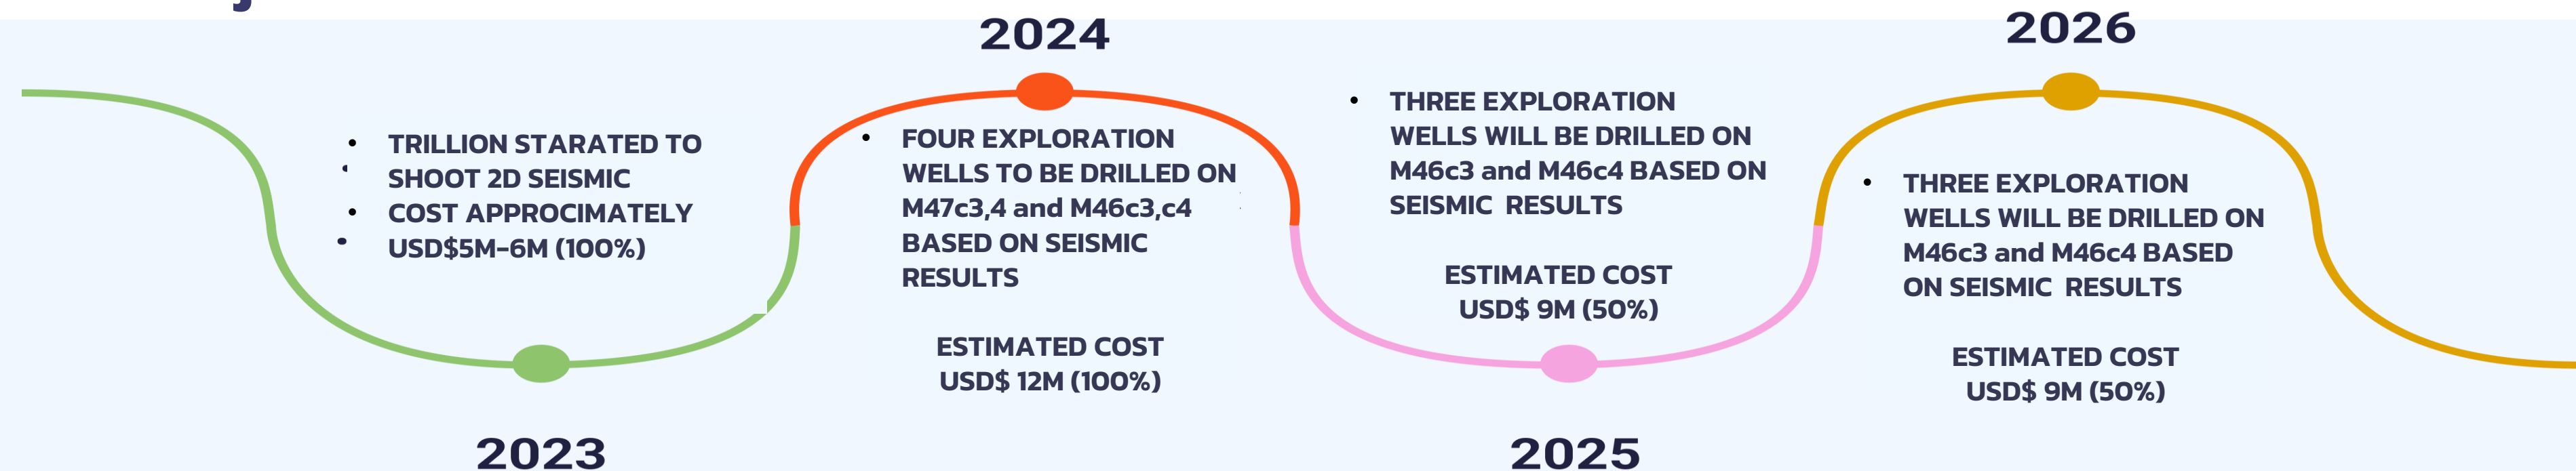 2023
• TRILLION STARATED TO
SHOOT 2D SEISMIC
• COST APPROCIMATELY
• USD$5M-6M (100%)
2024
• FOUR EXPLORATION
WELLS TO BE DRILLED ON
M47c3,4 and M46c3,c4
BASED ON SEISMIC
RESULTS
ESTIMATED COST
USD$ 12M (100%)
2025
• THREE EXPLORATION
WELLS WILL BE DRILLED ON
M46c3 and M46c4 BASED ON
SEISMIC RESULTS
ESTIMATED COST
USD$ 9M (50%)
2026
• THREE EXPLORATION
WELLS WILL BE DRILLED ON
M46c3 and M46c4 BASED
ON SEISMIC RESULTS
ESTIMATED COST
USD$ 9M (50%)